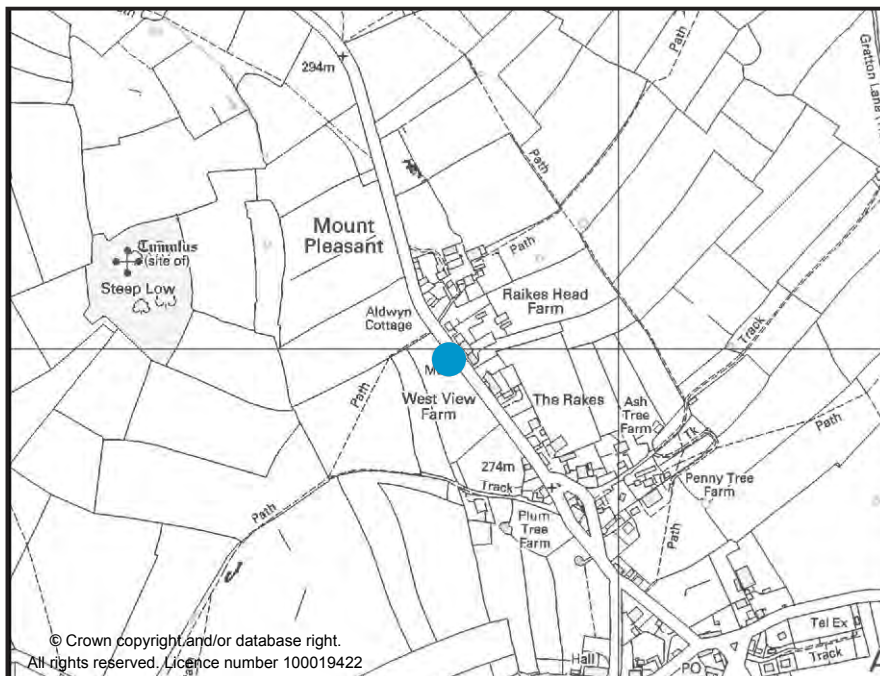 Path
294m
Path
Gratton Lane
Path
Mount
Pleasant
Tumulus
(site of)
Steep Low
Path
Raikes Head
Farm
Aldwyn
Cottage
Track
Path
West View
Farm
The Rakes
Ash
Tree
Farm
Tk
Path
274m
Track
Penny Tree
Farm
Path
Plum
Tree
Farm
Path
© Crown copyright and/or database right.
All rights reserved. Licence number 100019422
Hall
PO
Tel Ex
Track